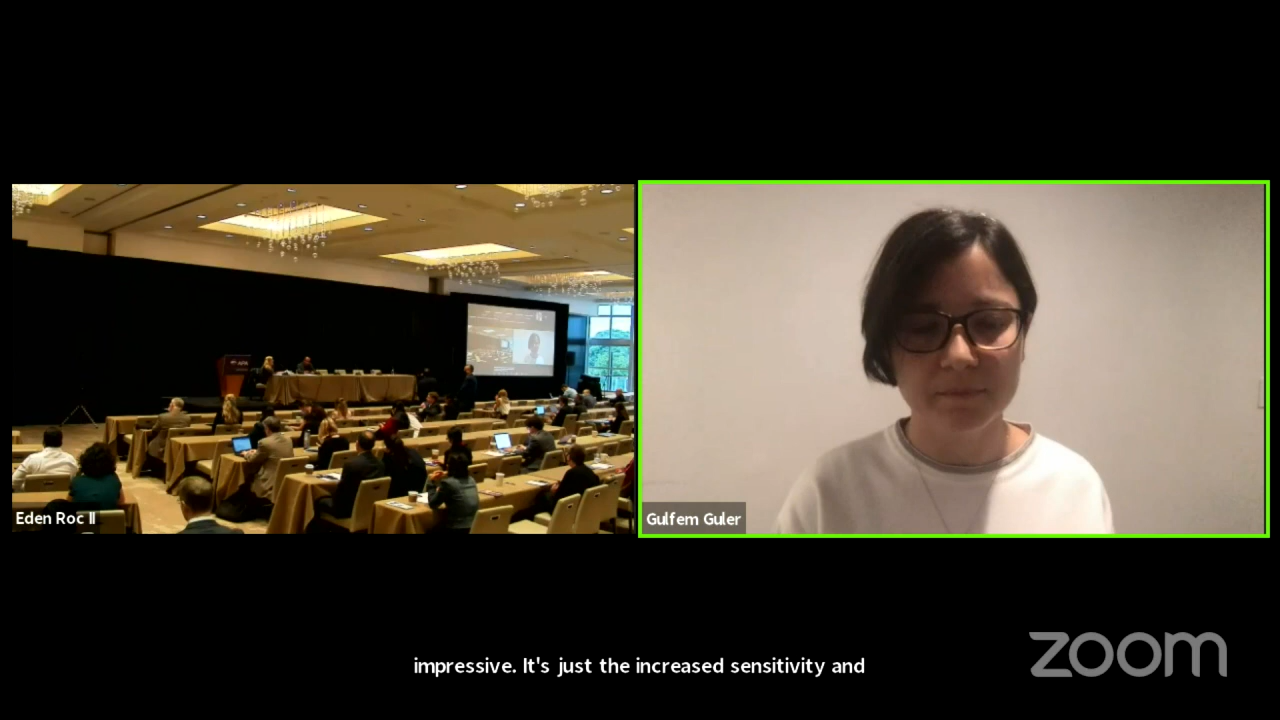 Eden Roc II
Gulfem Guler
impressive. It's just the increased sensitivity and
zoom